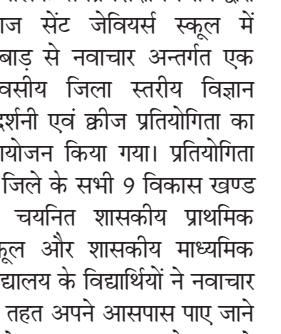 ाज सेंट जेवियर्स स्कूल में
बाड़ से नवाचार अन्तर्गत एक
वसीय जिला स्तरीय विज्ञान
दर्शनी एवं क्वीज प्रतियोगिता का
योजन किया गया। प्रतियोगिता
जिले के सभी 9 विकास खण्ड
चयनित शासकीय प्राथमिक
कूल और शासकीय माध्यमिक
द्यालय के विद्यार्थियों ने नवाचार
तहत अपने आसपास पाए जाने